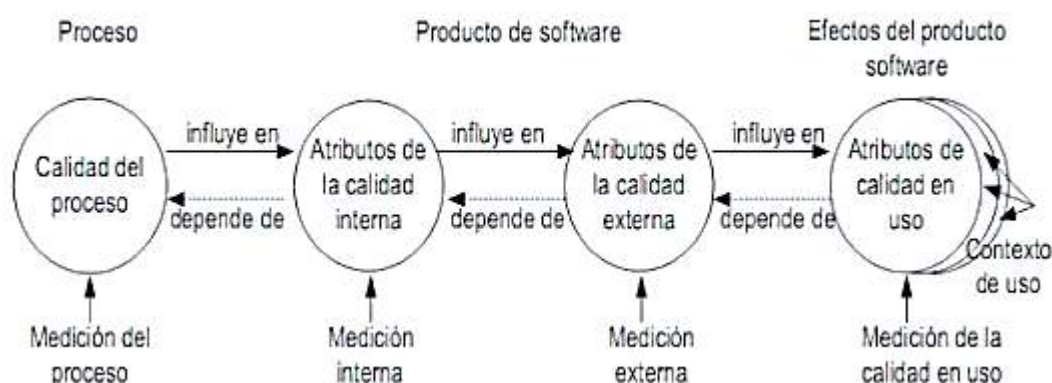 Proceso
Producto de software
Efectos del producto
software
influye en
influye en
influye en
Calidad del
proceso
Atributos de
la calidad
interna
Atributos de
la calidad
externa
Atributos de
calidad en
uso
depende de
depende de
depende de
Contexto
de uso
Medición del
proceso
Medición
interna
Medición
externa
Medición de la
calidad en uso